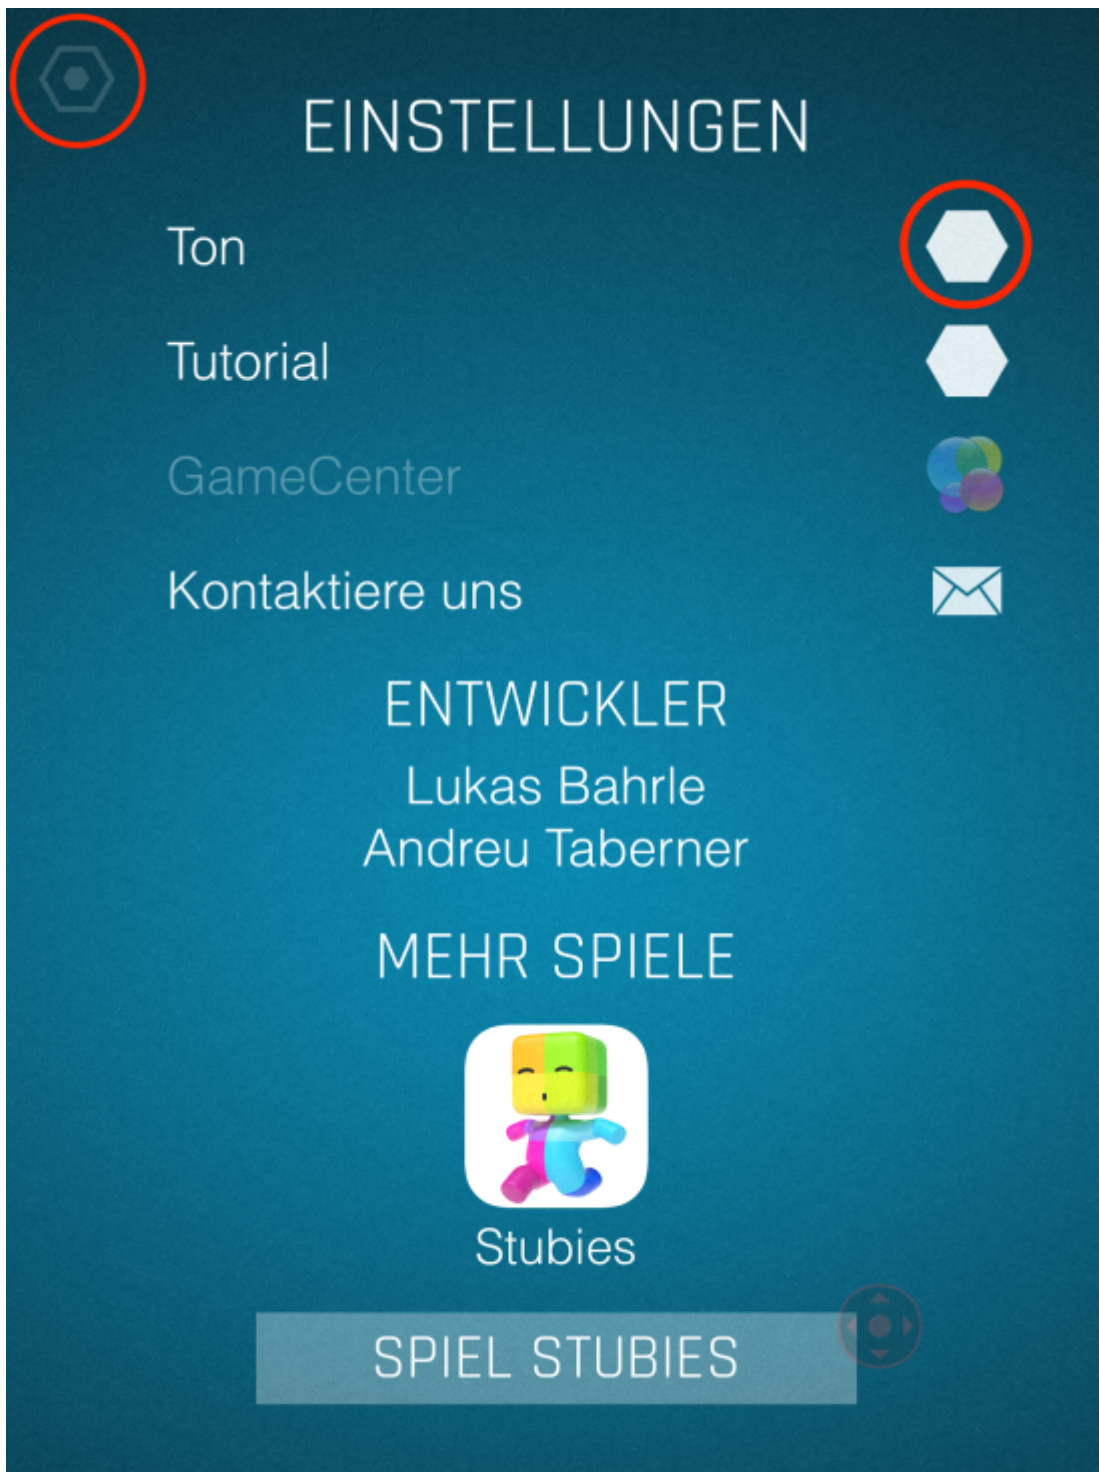 EINSTELLUNGEN
Ton
Tutorial
GameCenter
Kontaktiere uns
ENTWICKLER
Lukas Bahrle
Andreu Taberner
MEHR SPIELE
Stubies
SPIEL STUBIES